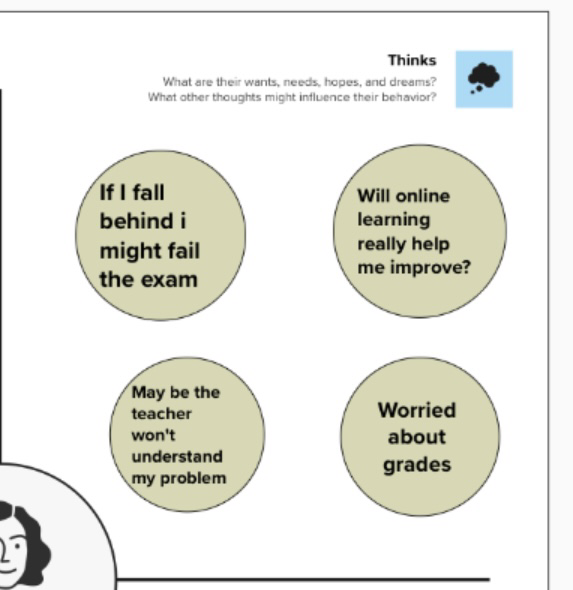 Thinks
What are their wants, needs, hopes, and dreams?
What other thoughts might influence their behavior?
If I fall
behind i
might fail
the exam
Will online
learning
really help
me improve?
May be the
teacher
won't
understand
my problem
Worried
about
grades